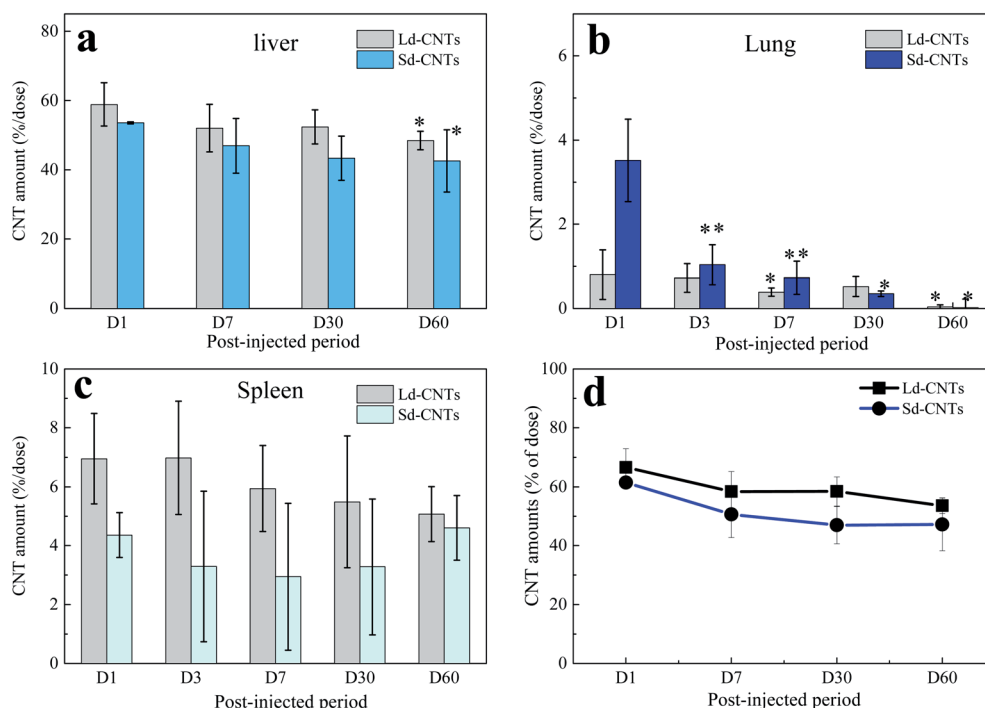 a
liver
Ld-CNTs
Sd-CNTs
CNT amount (%/dose)
80
60
40
20
0
* *
D1 D7 D30 D60
Post-injected period
b
Lung
Ld-CNTs
Sd-CNTs
CNT amount (%/dose)
6
4
2
0
** * ** * * *
D1 D3 D7 D30 D60
Post-injected period
c
Spleen
Ld-CNTs
Sd-CNTs
CNT amount (%/dose)
10
8
6
4
2
0
D1 D3 D7 D30 D60
Post-injected period
d
Ld-CNTs
Sd-CNTs
CNT amounts (% of dose)
100
80
60
40
20
0
D1 D7 D30 D60
Post-injected period